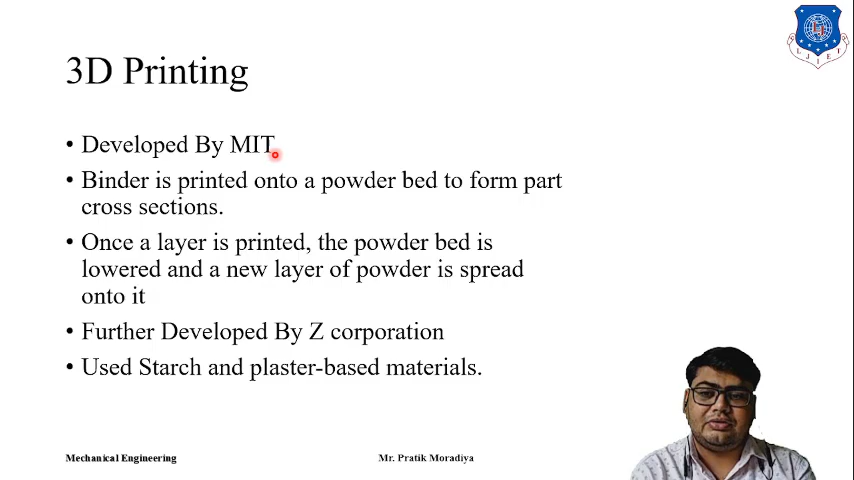 3D Printing
• Developed By MIT
• Binder is printed onto a powder bed to form part
cross sections.
• Once a layer is printed, the powder bed is
lowered and a new layer of powder is spread
onto it
• Further Developed By Z corporation
• Used Starch and plaster-based materials.
Mechanical Engineering
Mr. Pratik Moradiya